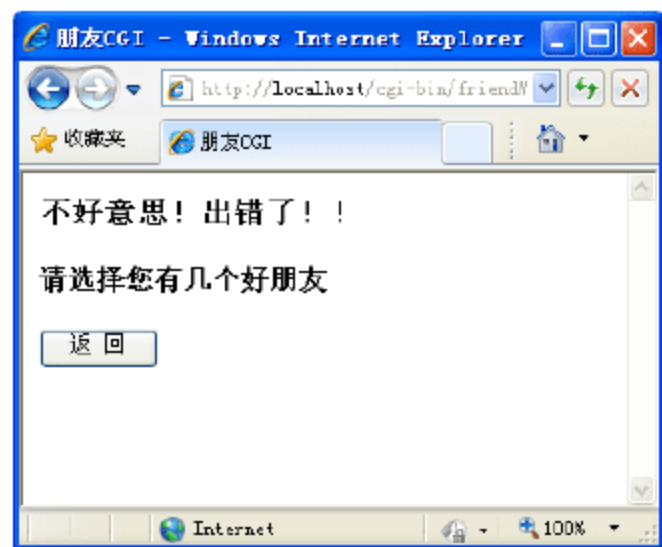 朋友CGI - Windows Internet Explorer
http://localhost/cgi-bin/friendW
收藏夹
朋友CGI
不好意思！出错了！！
请选择您有几个好朋友
返 回
Internet
100%